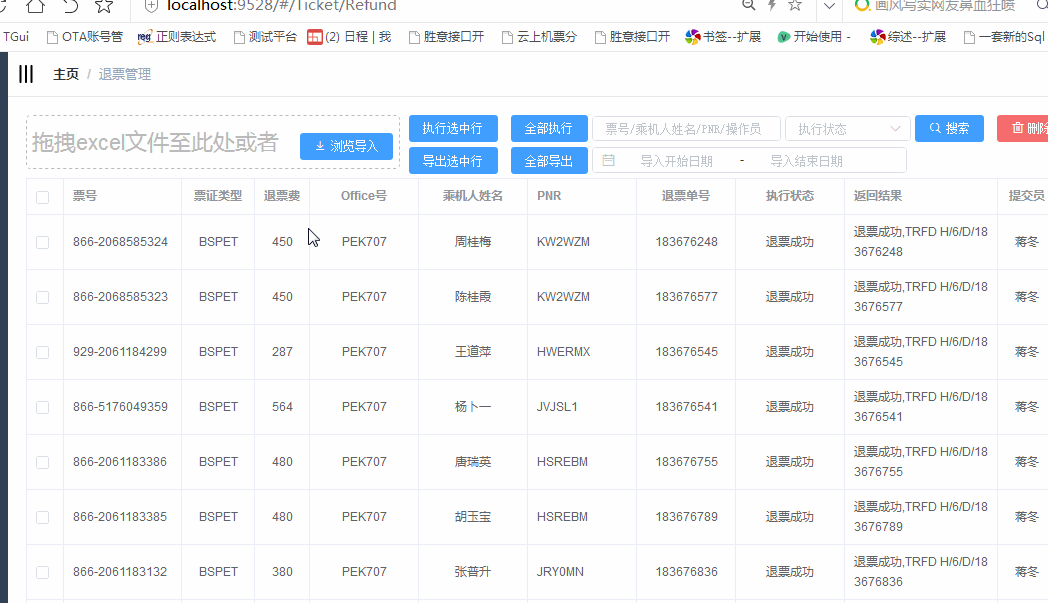 localhost:9528/#/Ticket/Refund
画风写实网友鼻血狂喷
TGui OTA账号管 正则表达式 测试平台 (2) 日程 | 我 胜意接口开 云上机票分 胜意接口开 书签--扩展 开始使用 - 综述--扩展 一套新的Sql
主页 / 退票管理
拖拽excel文件至此处或者 浏览导入 执行选中行 全部执行 票号/乘机人姓名/PNR/操作员 执行状态 搜索 删除
导出选中行 全部导出 导入开始日期 - 导入结束日期
票号 票证类型 退票费 Office号 乘机人姓名 PNR 退票单号 执行状态 返回结果 提交员
866-2068585324 BSPET 450 PEK707 周桂梅 KW2WZM 183676248 退票成功 退票成功,TRFD H/6/D/18 蒋冬
3676248
866-2068585323 BSPET 450 PEK707 陈桂霞 KW2WZM 183676577 退票成功 退票成功,TRFD H/6/D/18 蒋冬
3676577
929-2061184299 BSPET 287 PEK707 王道萍 HWERMX 183676545 退票成功 退票成功,TRFD H/6/D/18 蒋冬
3676545
866-5176049359 BSPET 564 PEK707 杨卜一 JVJSL1 183676541 退票成功 退票成功,TRFD H/6/D/18 蒋冬
3676541
866-2061183386 BSPET 480 PEK707 唐瑞英 HSREBM 183676755 退票成功 退票成功,TRFD H/6/D/18 蒋冬
3676755
866-2061183385 BSPET 480 PEK707 胡玉宝 HSREBM 183676789 退票成功 退票成功,TRFD H/6/D/18 蒋冬
3676789
866-2061183132 BSPET 380 PEK707 张普升 JRY0MN 183676836 退票成功 退票成功,TRFD H/6/D/18 蒋冬
3676836